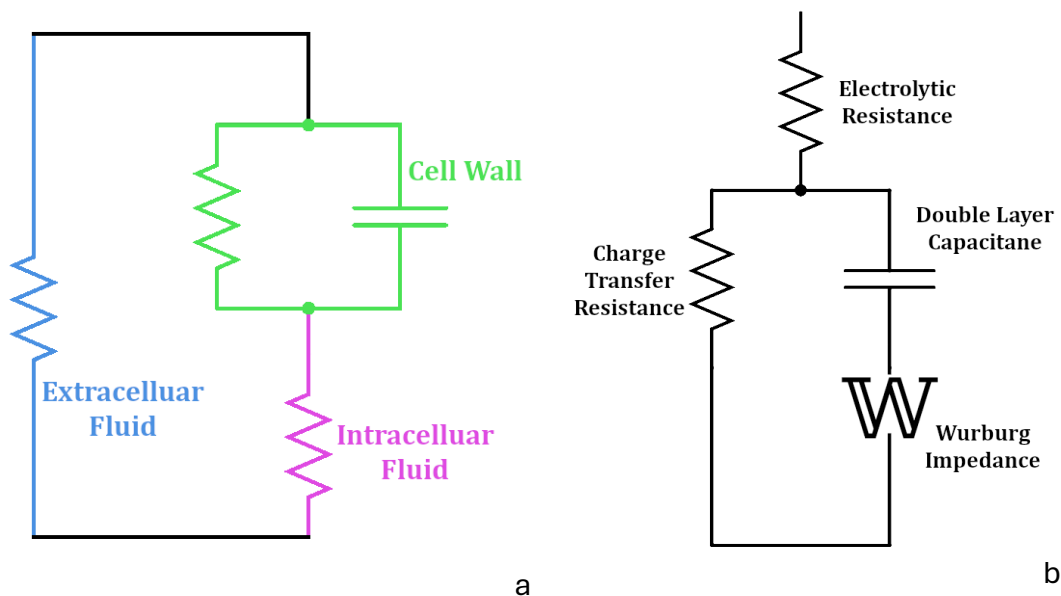 Cell Wall
Extracelluar
Fluid
Intracelluar
Fluid
a
Electrolytic
Resistance
Double Layer
Capacitane
Charge
Transfer
Resistance
W
Wurburg
Impedance
b